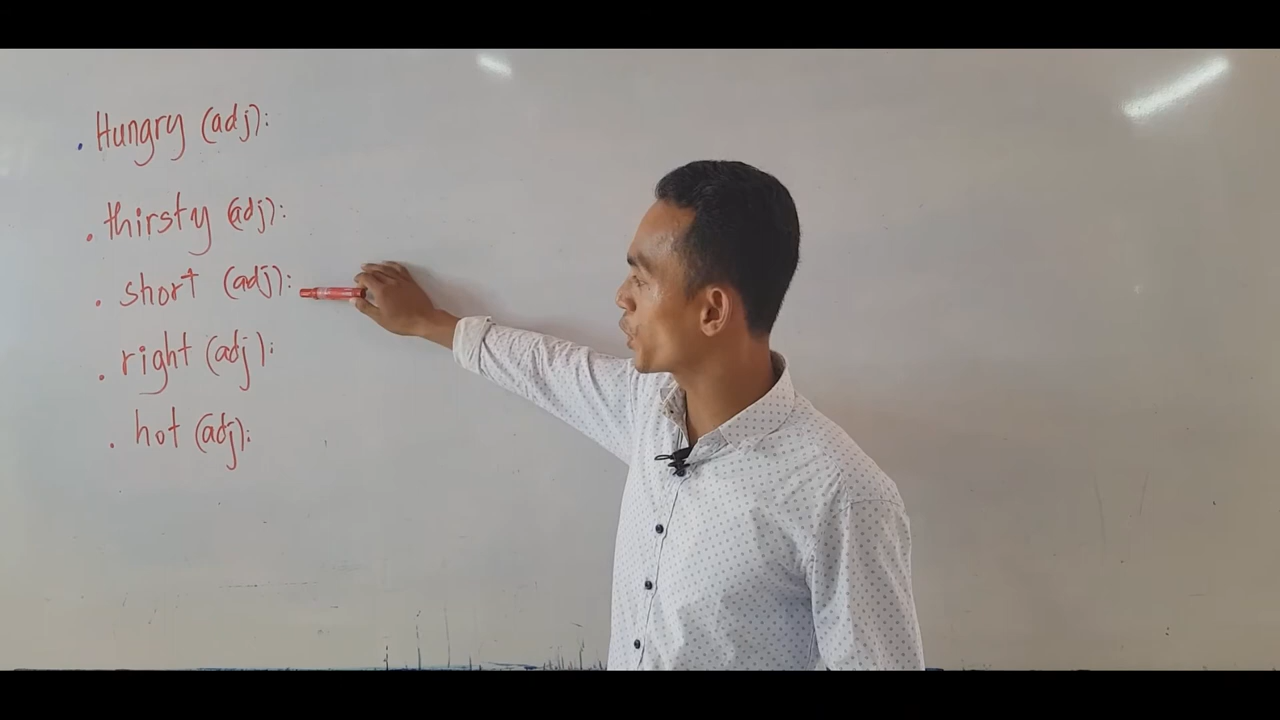 . Hungry (adj):
. thirsty (adj):
. short (adj):
. right (adj):
. hot (adj):